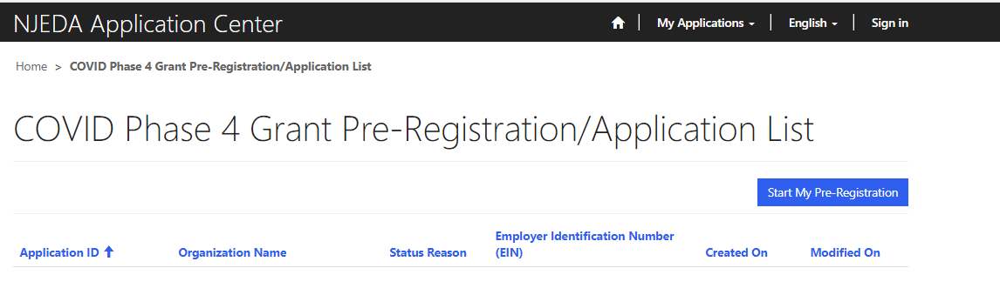 NJEDA Application Center
My Applications
English
Sign in
Home > COVID Phase 4 Grant Pre-Registration/Application List
COVID Phase 4 Grant Pre-Registration/Application List
Start My Pre-Registration
Application ID Organization Name Status Reason Employer Identification Number (EIN) Created On Modified On